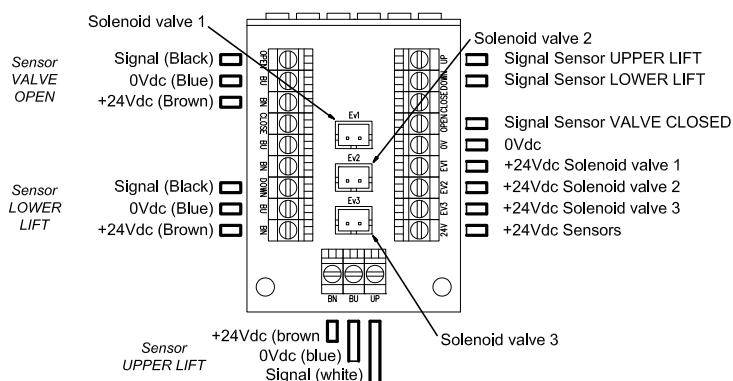 Solenoid valve 1
Solenoid valve 2
Sensor
VALVE
OPEN
Signal (Black)
0Vdc (Blue)
+24Vdc (Brown)
Sensor
LOWER
LIFT
Signal (Black)
0Vdc (Blue)
+24Vdc (Brown)
OPEN
BU
BN
CLOSE
BU
BN
DOWN
BU
BN
Ev1
Ev2
Ev3
UP
DOWN
CLOSE
OPEN
0V
EV1
EV2
EV3
24V
Signal Sensor UPPER LIFT
Signal Sensor LOWER LIFT
Signal Sensor VALVE CLOSED
0Vdc
+24Vdc Solenoid valve 1
+24Vdc Solenoid valve 2
+24Vdc Solenoid valve 3
+24Vdc Sensors
BN BU UP
Solenoid valve 3
Sensor
UPPER LIFT
+24Vdc (brown
0Vdc (blue)
Signal (white)